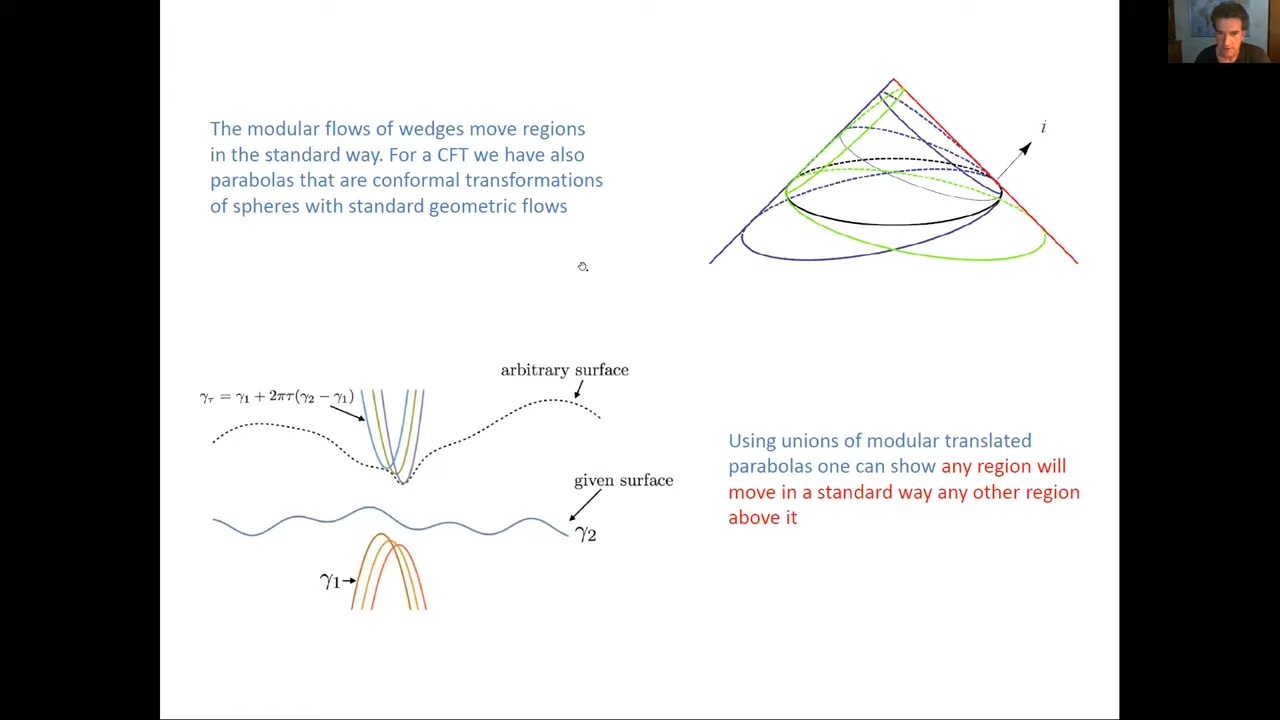 The modular flows of wedges move regions
in the standard way. For a CFT we have also
parabolas that are conformal transformations
of spheres with standard geometric flows
i
arbitrary surface
γτ = γ1 + 2πτ(γ2 − γ1)
given surface
γ2
γ1
Using unions of modular translated
parabolas one can show any region will
move in a standard way any other region
above it